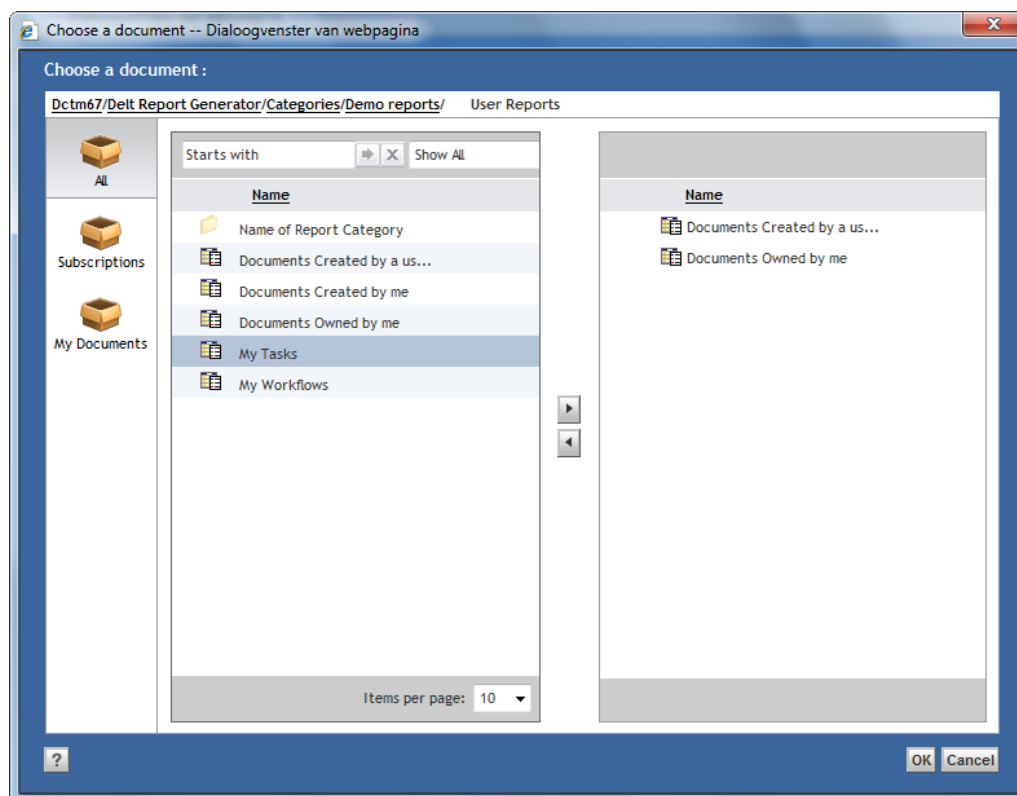 Choose a document -- Dialoogvenster van webpagina
Choose a document :
Dctm67/Delt Report Generator/Categories/Demo reports/ User Reports
All
Subscriptions
My Documents
Starts with
Show All
Name
Name of Report Category
Documents Created by a us...
Documents Created by me
Documents Owned by me
My Tasks
My Workflows
Items per page: 10
Name
Documents Created by a us...
Documents Owned by me
?
OK
Cancel